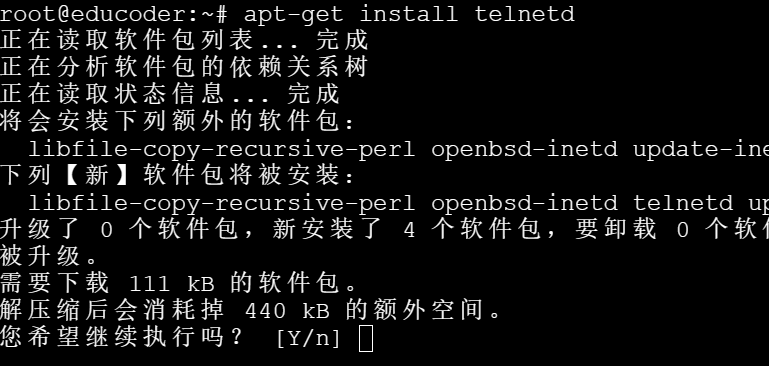 root@educoder:~# apt-get install telnetd
正在读取软件包列表... 完成
正在分析软件包的依赖关系树
正在读取状态信息... 完成
将会安装下列额外的软件包：
libfile-copy-recursive-perl openbsd-inetd update-ine
下列【新】软件包将被安装：
libfile-copy-recursive-perl openbsd-inetd telnetd up
升级了 0 个软件包，新安装了 4 个软件包，要卸载 0 个软件
被升级。
需要下载 111 kB 的软件包。
解压缩后会消耗掉 440 kB 的额外空间。
您希望继续执行吗？ [Y/n]